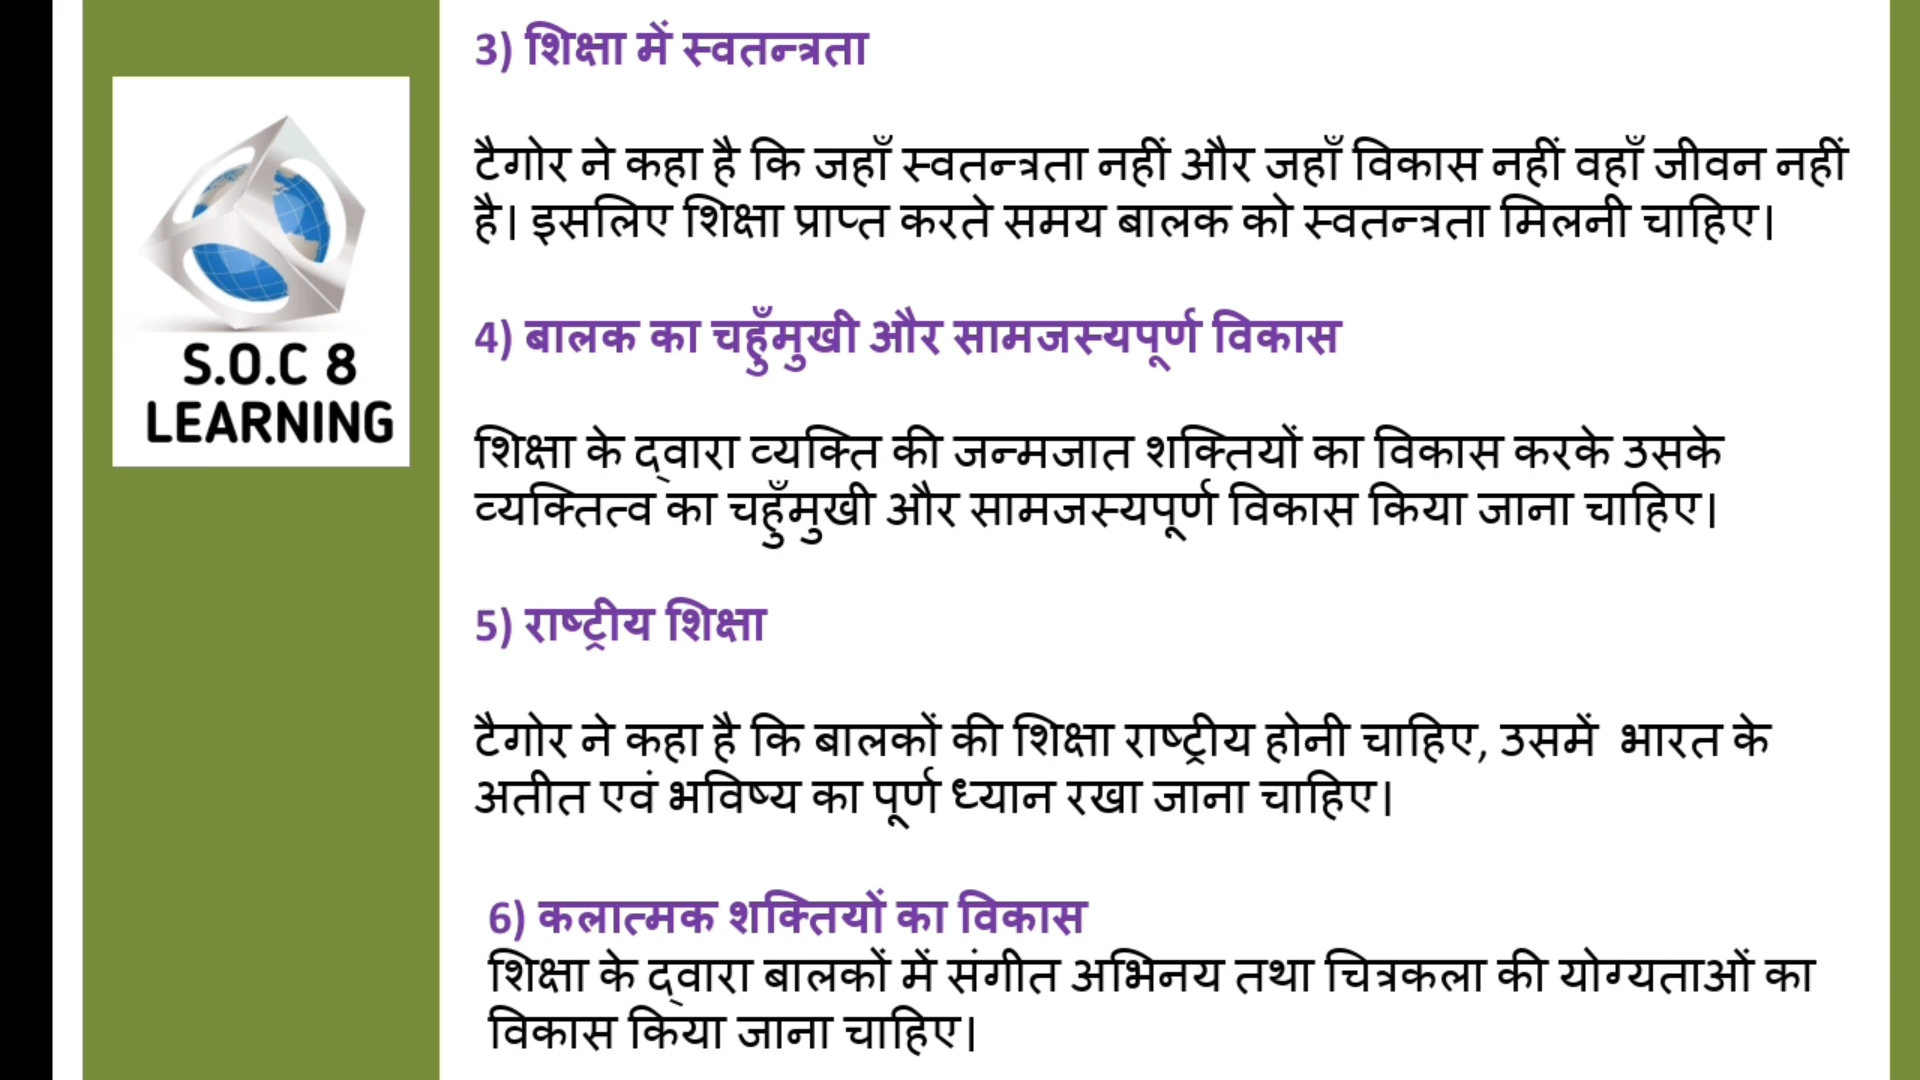 S.O.C 8
LEARNING
3) शिक्षा में स्वतन्त्रता
टैगोर ने कहा है कि जहाँ स्वतन्त्रता नहीं और जहाँ विकास नहीं वहाँ जीवन नहीं
है। इसलिए शिक्षा प्राप्त करते समय बालक को स्वतन्त्रता मिलनी चाहिए।
4) बालक का चहुँमुखी और सामजस्यपूर्ण विकास
शिक्षा के द्वारा व्यक्ति की जन्मजात शक्तियों का विकास करके उसके
व्यक्तित्व का चहुँमुखी और सामजस्यपूर्ण विकास किया जाना चाहिए।
5) राष्ट्रीय शिक्षा
टैगोर ने कहा है कि बालकों की शिक्षा राष्ट्रीय होनी चाहिए, उसमें  भारत के
अतीत एवं भविष्य का पूर्ण ध्यान रखा जाना चाहिए।
6) कलात्मक शक्तियों का विकास
शिक्षा के द्वारा बालकों में संगीत अभिनय तथा चित्रकला की योग्यताओं का
विकास किया जाना चाहिए।